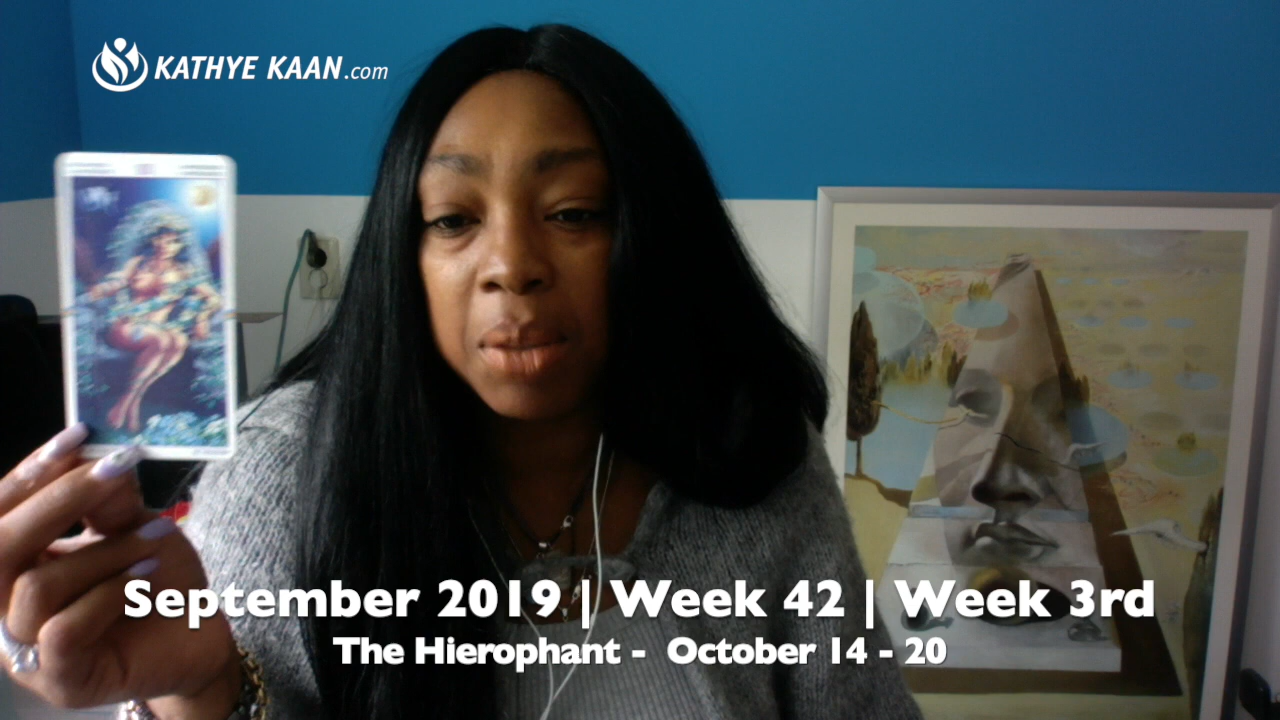 KATHYE KAAN.com
September 2019 | Week 42 | Week 3rd
The Hierophant - October 14 - 20